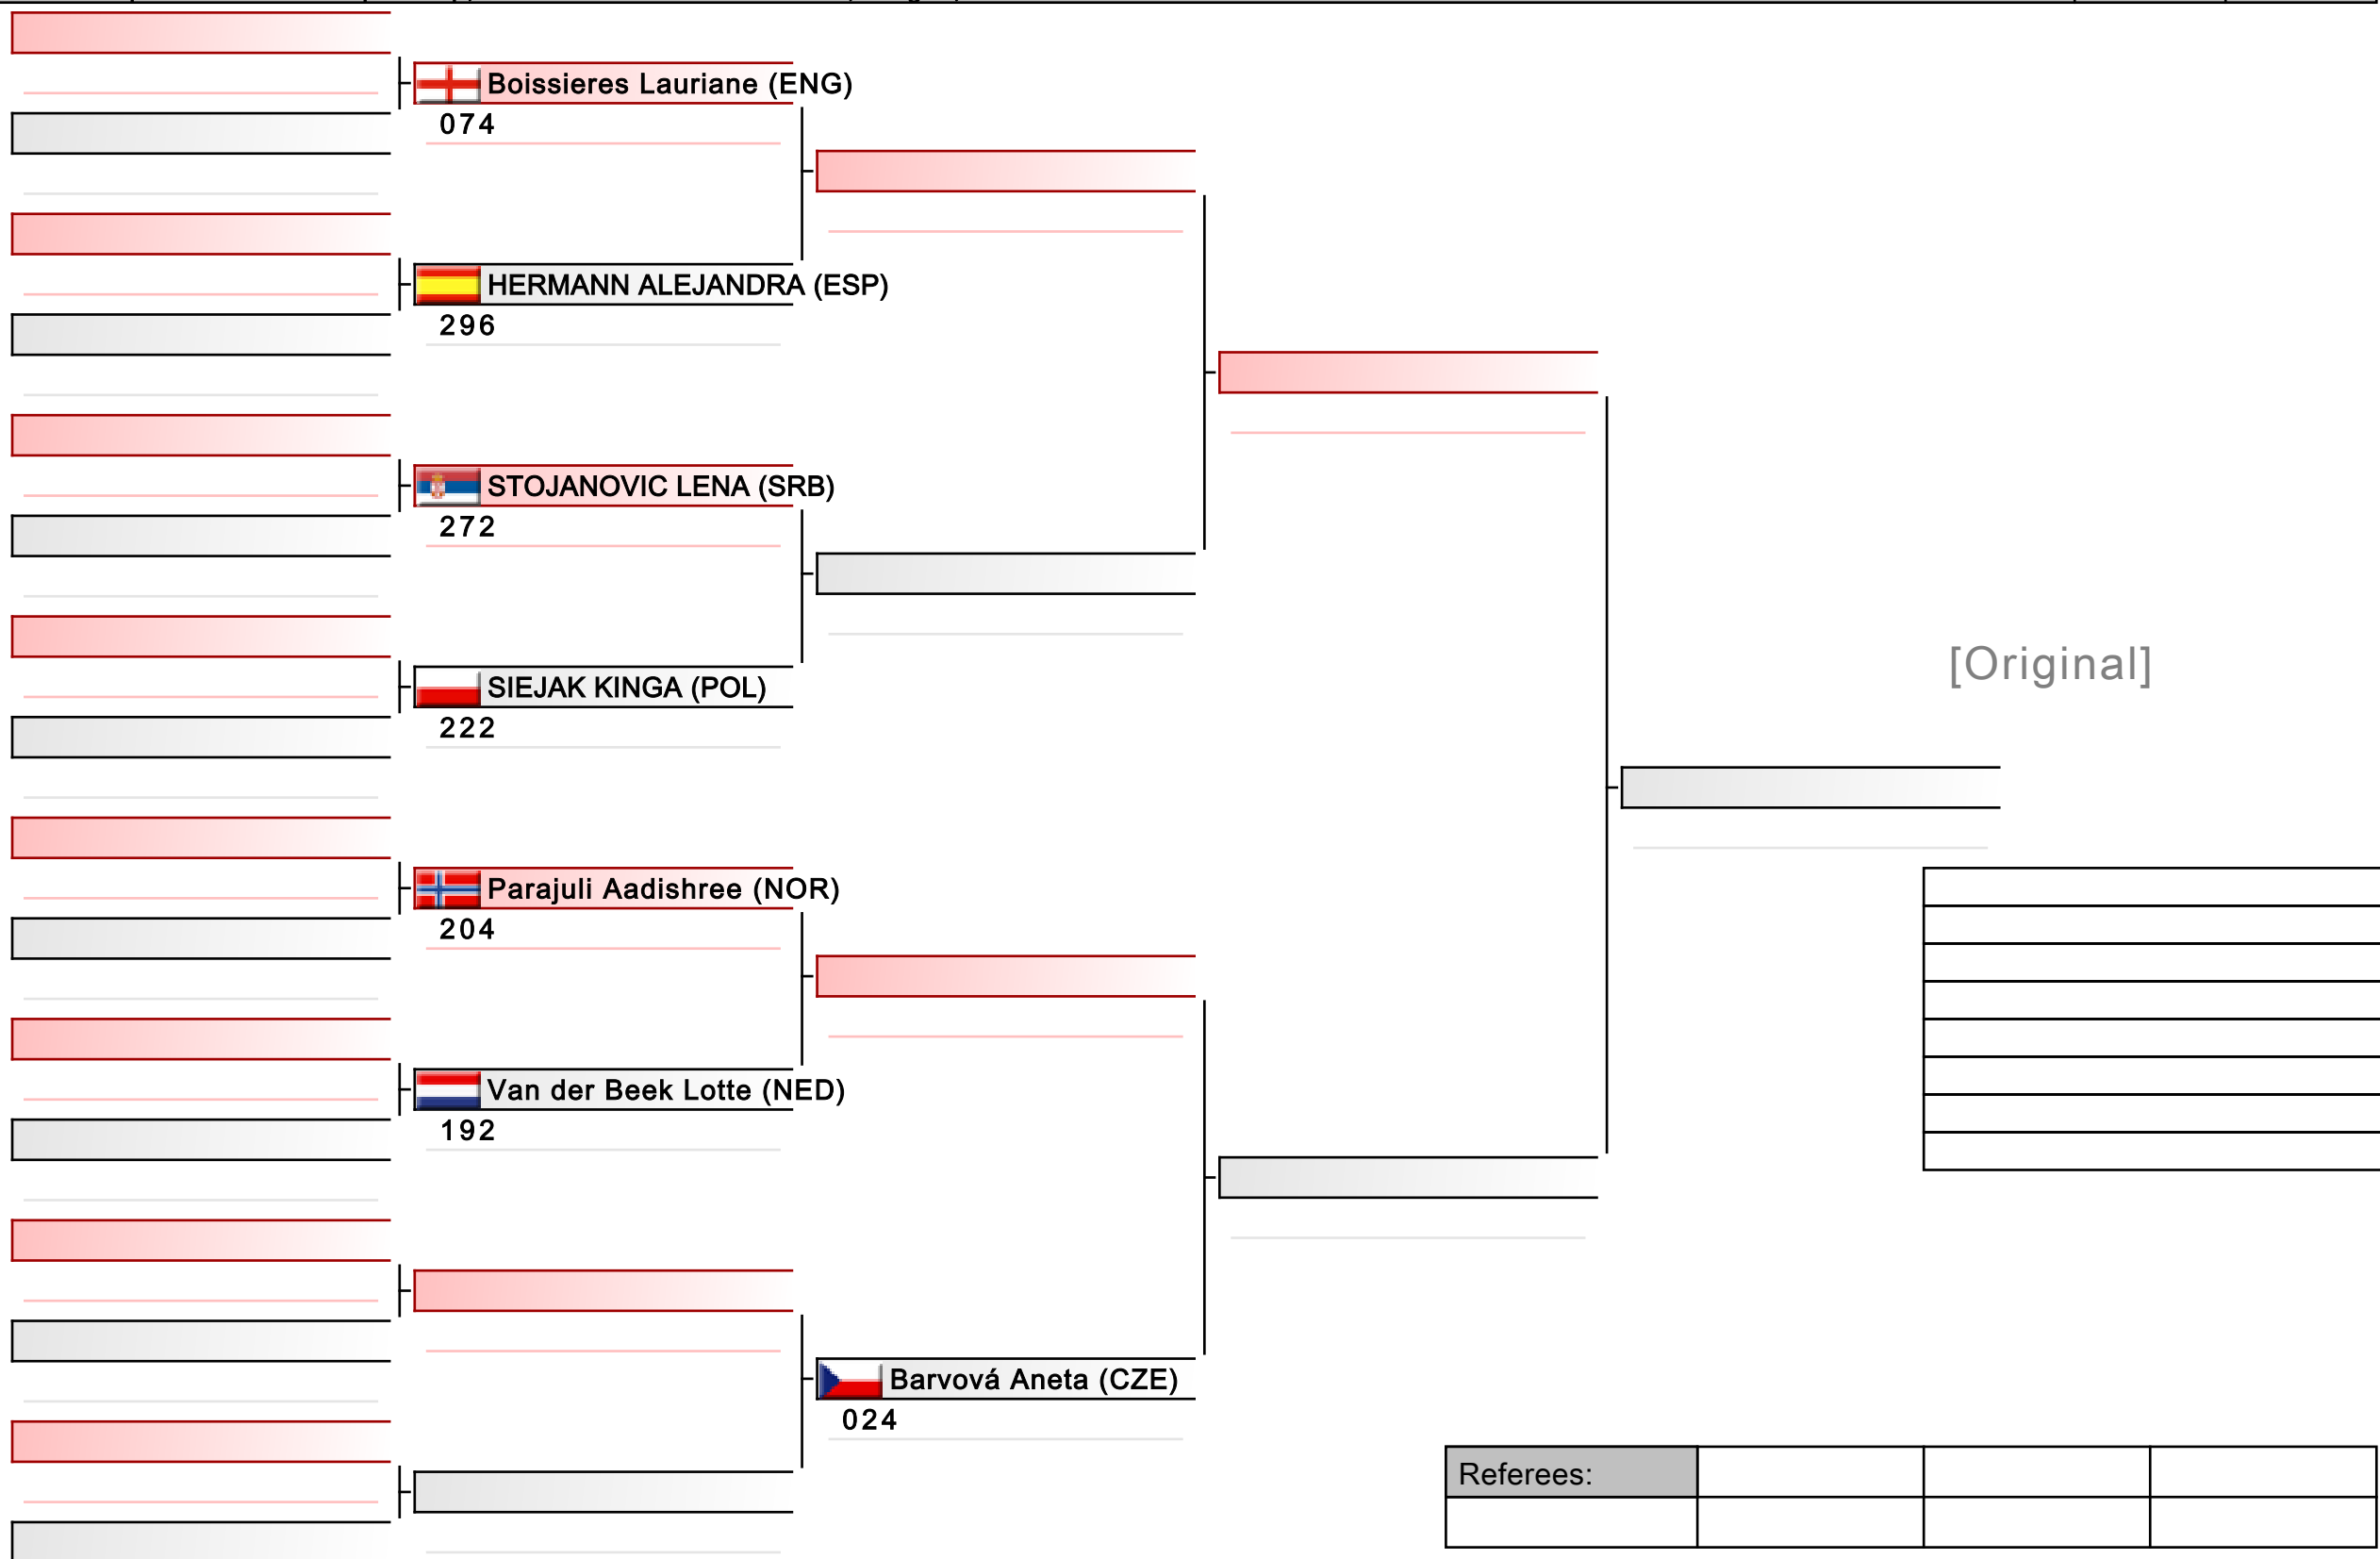 Boissieres Lauriane (ENG)
074
HERMANN ALEJANDRA (ESP)
296
STOJANOVIC LENA (SRB)
272
[Original]
SIEJAK KINGA (POL)
222
Parajuli Aadishree (NOR)
204
Van der Beek Lotte (NED)
192
Barvová Aneta (CZE)
024
Referees: